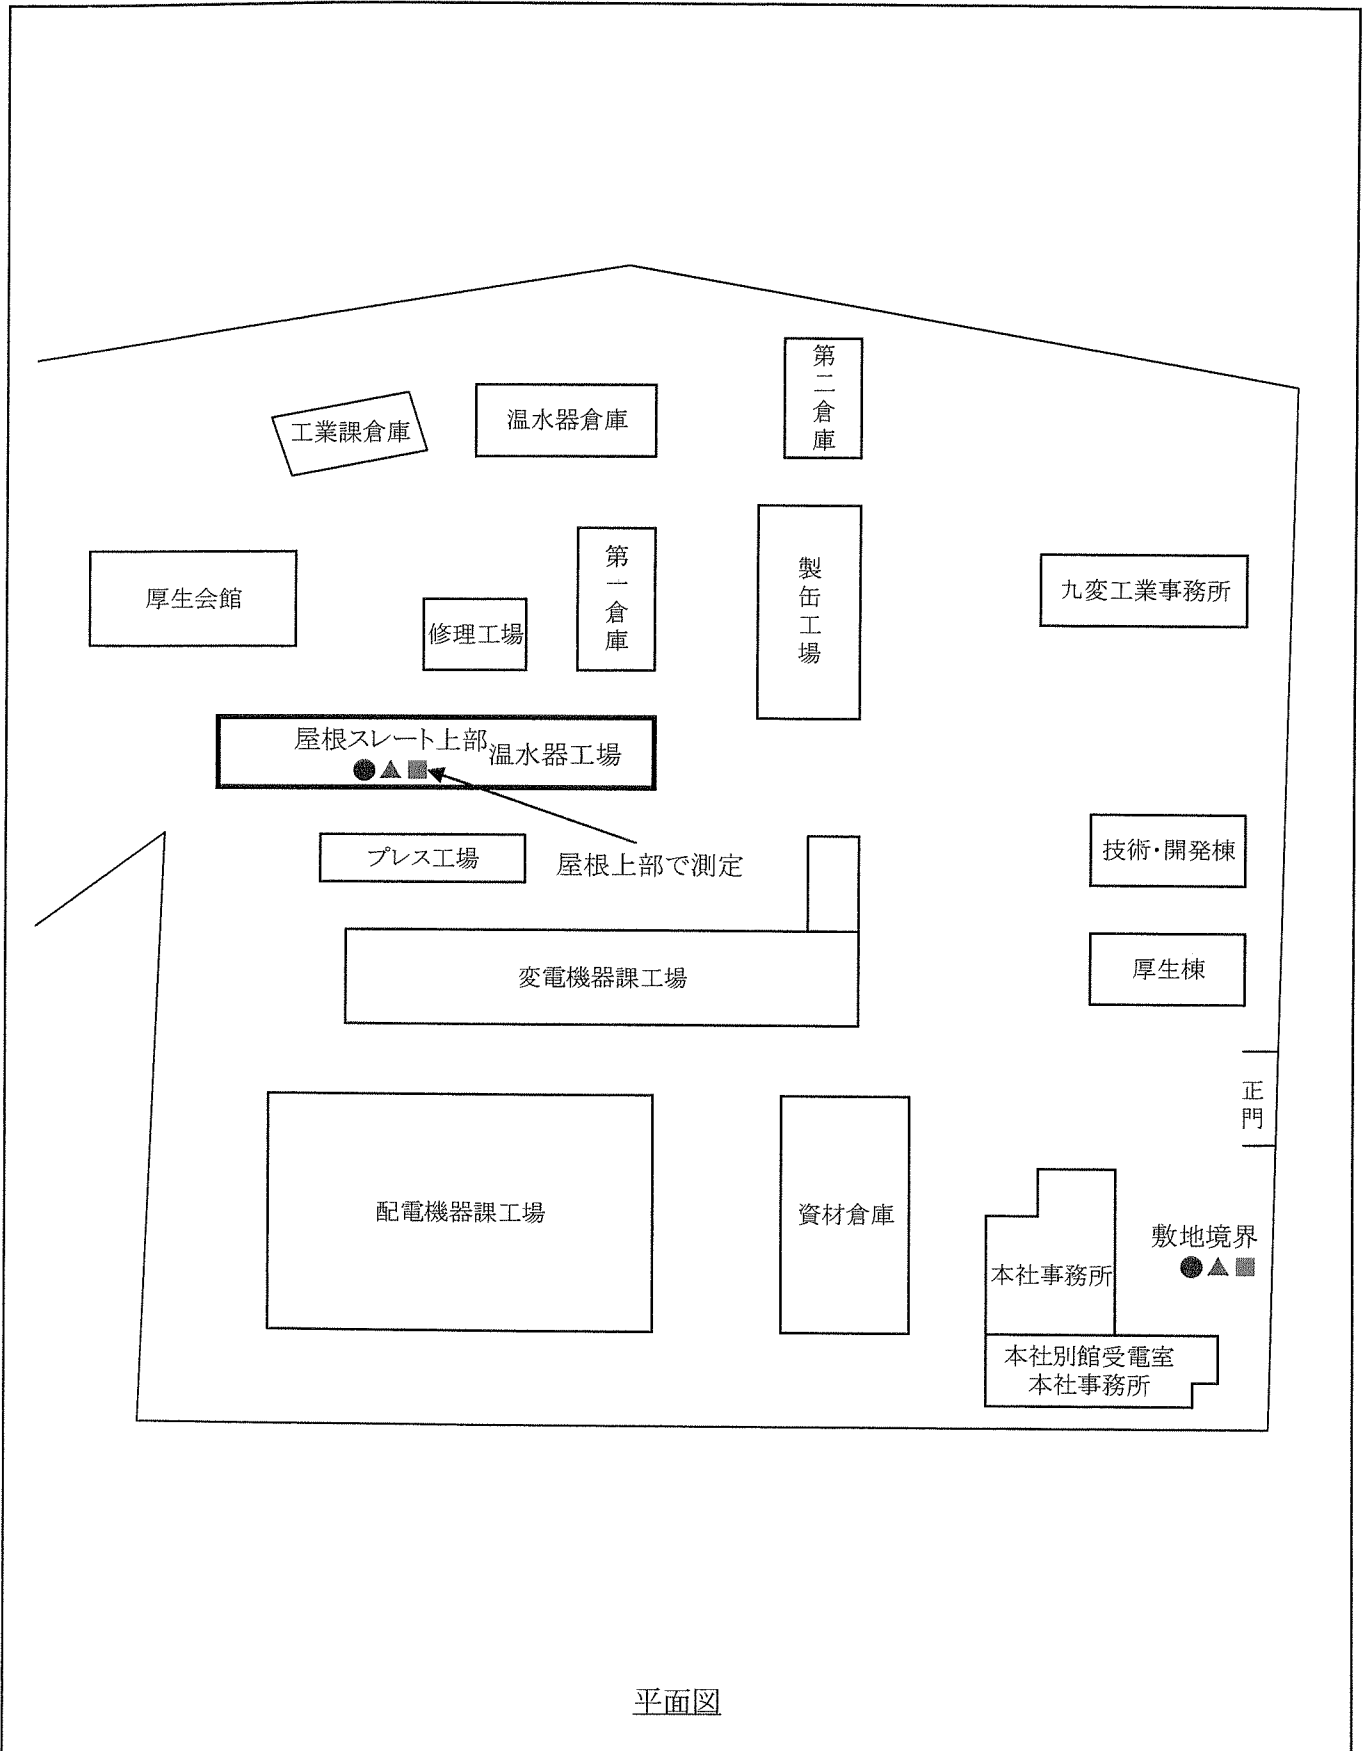 第二倉庫
工業課倉庫
温水器倉庫
厚生会館
修理工場
第一倉庫
製缶工場
九変工業事務所
屋根スレート上部
温水器工場
●▲■
プレス工場
屋根上部で測定
技術・開発棟
変電機器課工場
厚生棟
正門
配電機器課工場
資材倉庫
敷地境界
●▲■
本社事務所
本社別館受電室
本社事務所
平面図